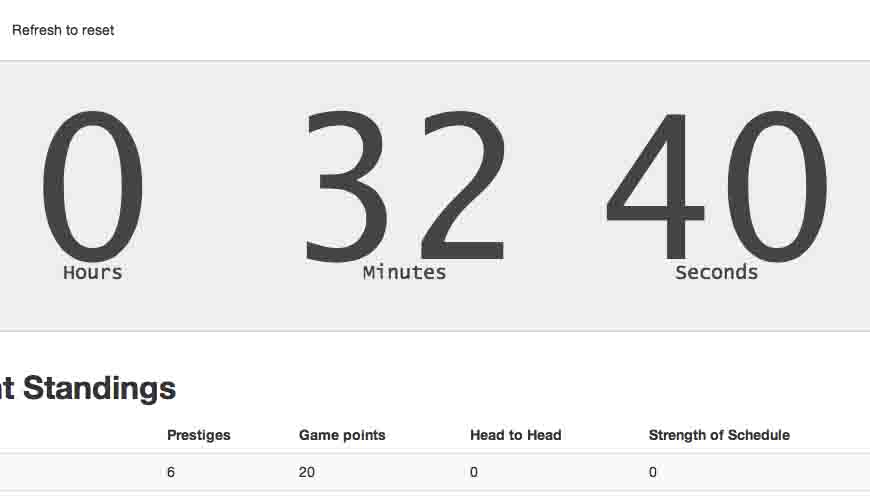 Refresh to reset
0 32 40
Hours Minutes Seconds
t Standings
Prestiges Game points Head to Head Strength of Schedule
6 20 0 0